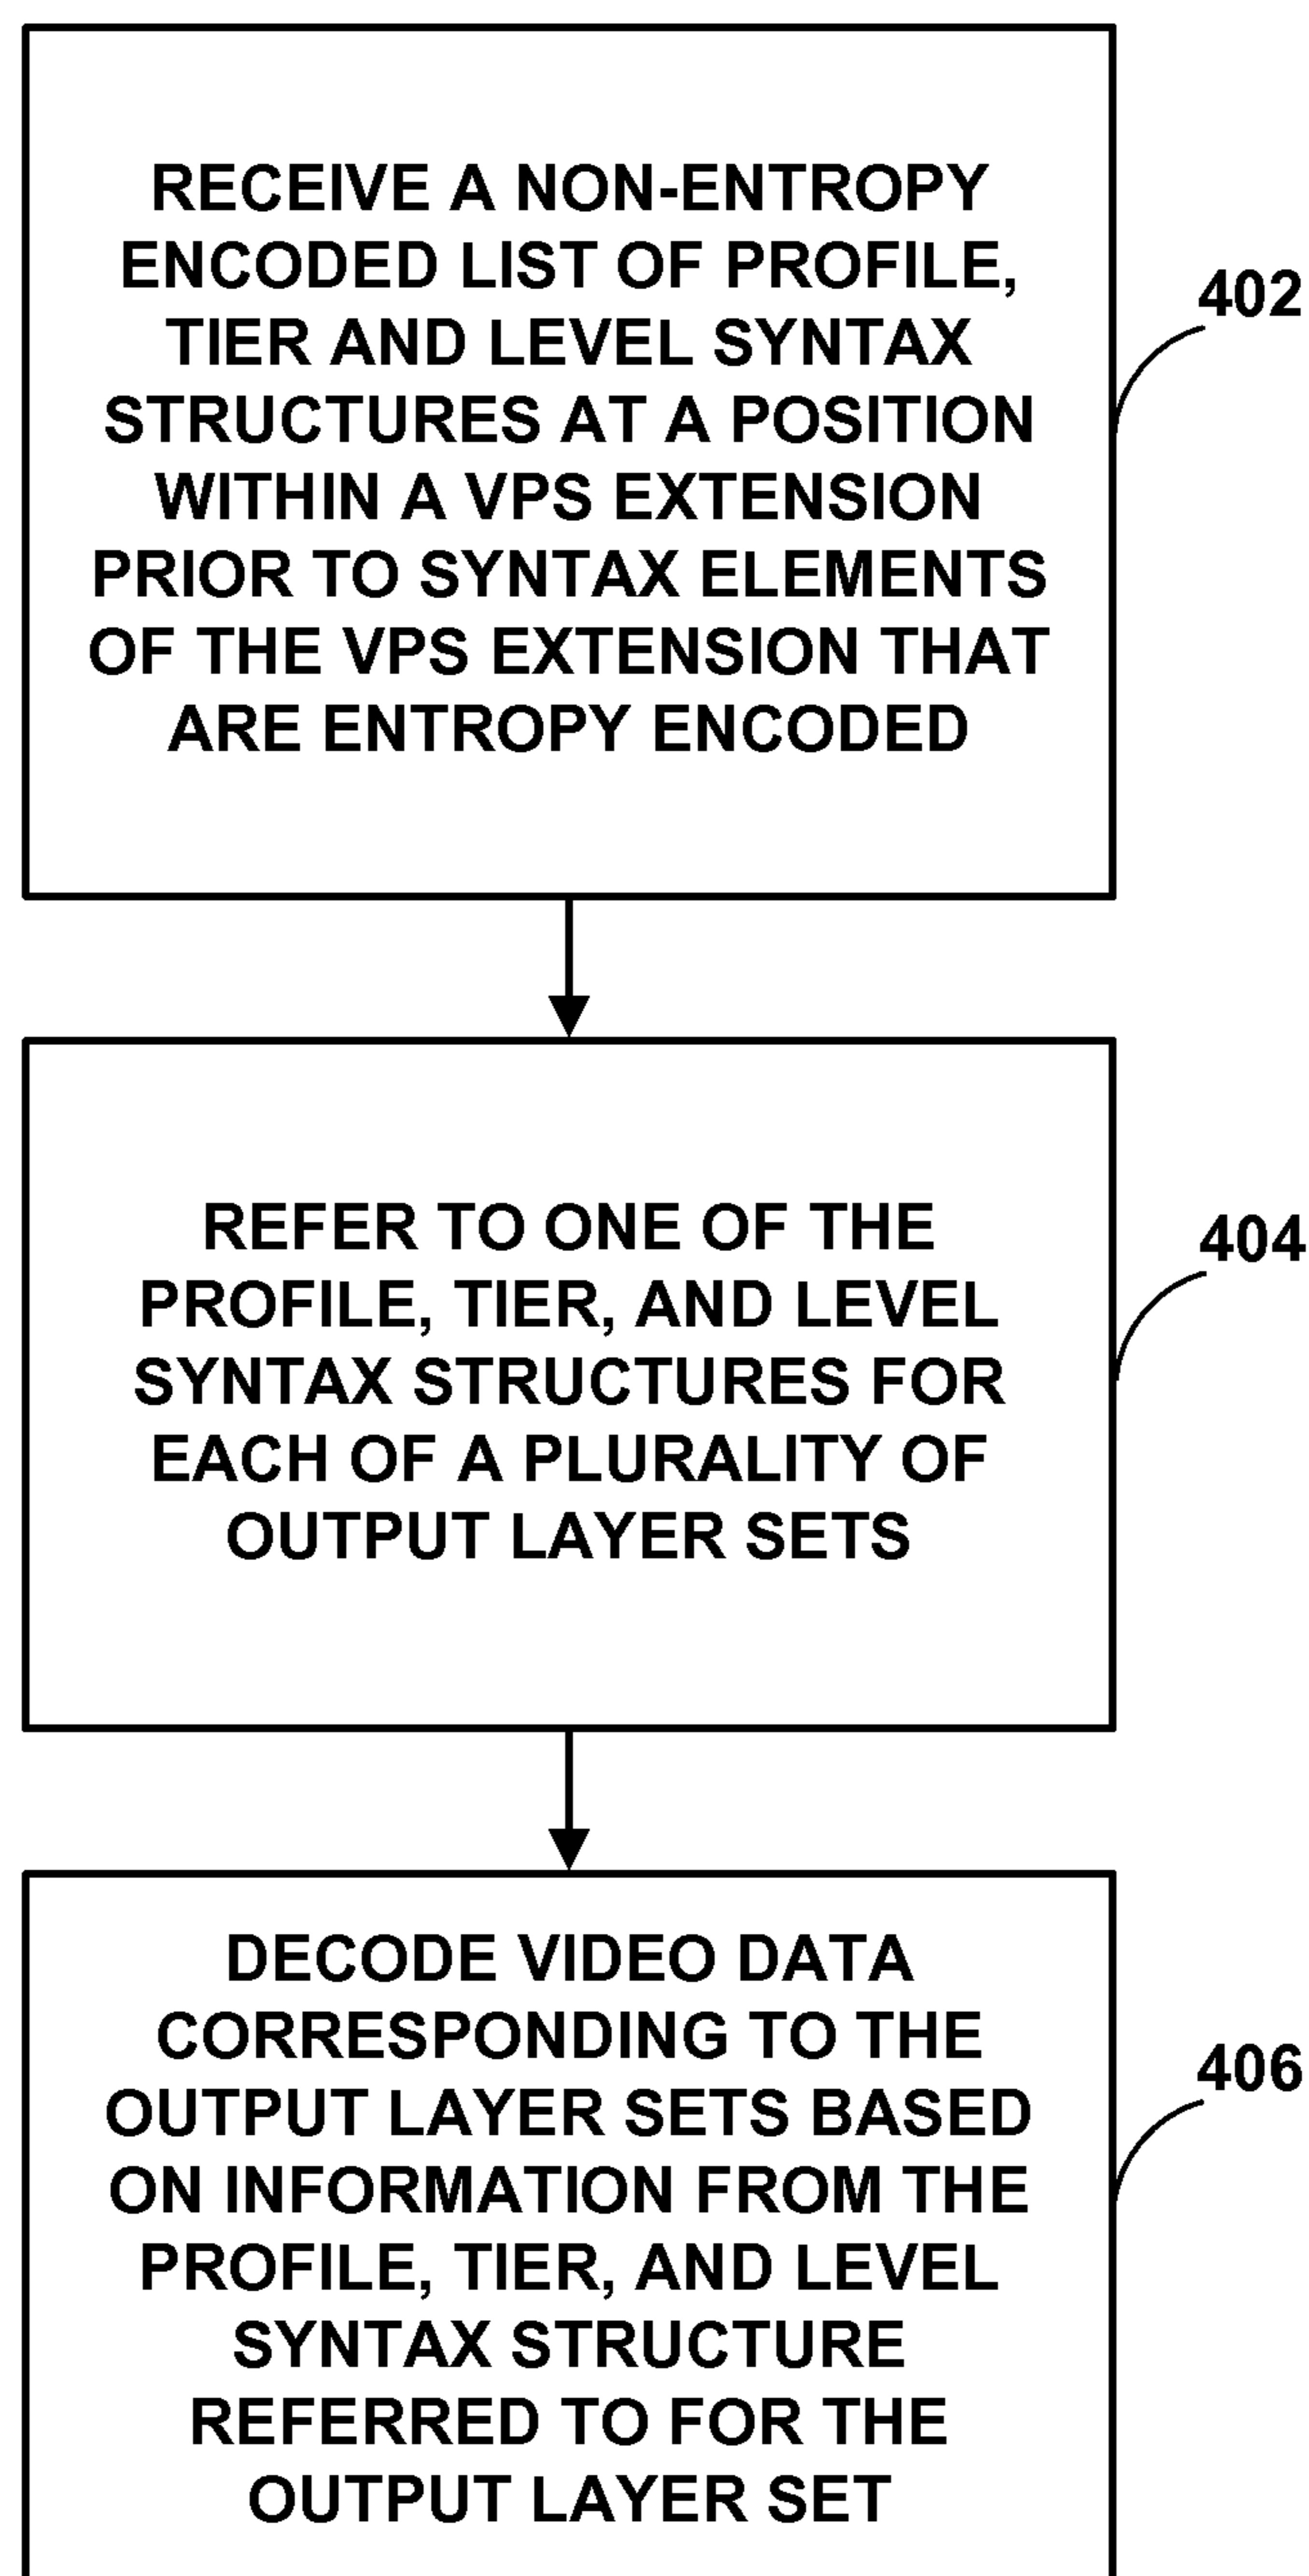 RECEIVE A NON-ENTROPY
ENCODED LIST OF PROFILE,
TIER AND LEVEL SYNTAX
STRUCTURES AT A POSITION
WITHIN A VPS EXTENSION
PRIOR TO SYNTAX ELEMENTS
OF THE VPS EXTENSION THAT
ARE ENTROPY ENCODED
402
REFER TO ONE OF THE
PROFILE, TIER, AND LEVEL
SYNTAX STRUCTURES FOR
EACH OF A PLURALITY OF
OUTPUT LAYER SETS
404
DECODE VIDEO DATA
CORRESPONDING TO THE
OUTPUT LAYER SETS BASED
ON INFORMATION FROM THE
PROFILE, TIER, AND LEVEL
SYNTAX STRUCTURE
REFERRED TO FOR THE
OUTPUT LAYER SET
406